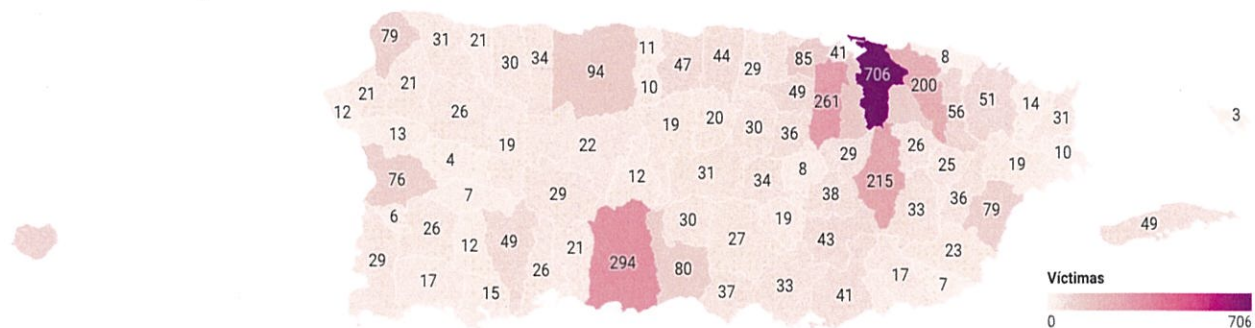 79 31 21 30 34 94 11 47 44 29 85 41 706 8
21 21 10 49 261 200 56 51 14 31 3
12 26 19 20 30 36
13 19 22 29 26 25 19 10
4 12 31 34 8
76 7 29 38 215 33 36 79
6 26 30 19 49
12 49 21 27 43 23
29 294 80
17 15 26 37 33 41 17 7
Víctimas
0 706